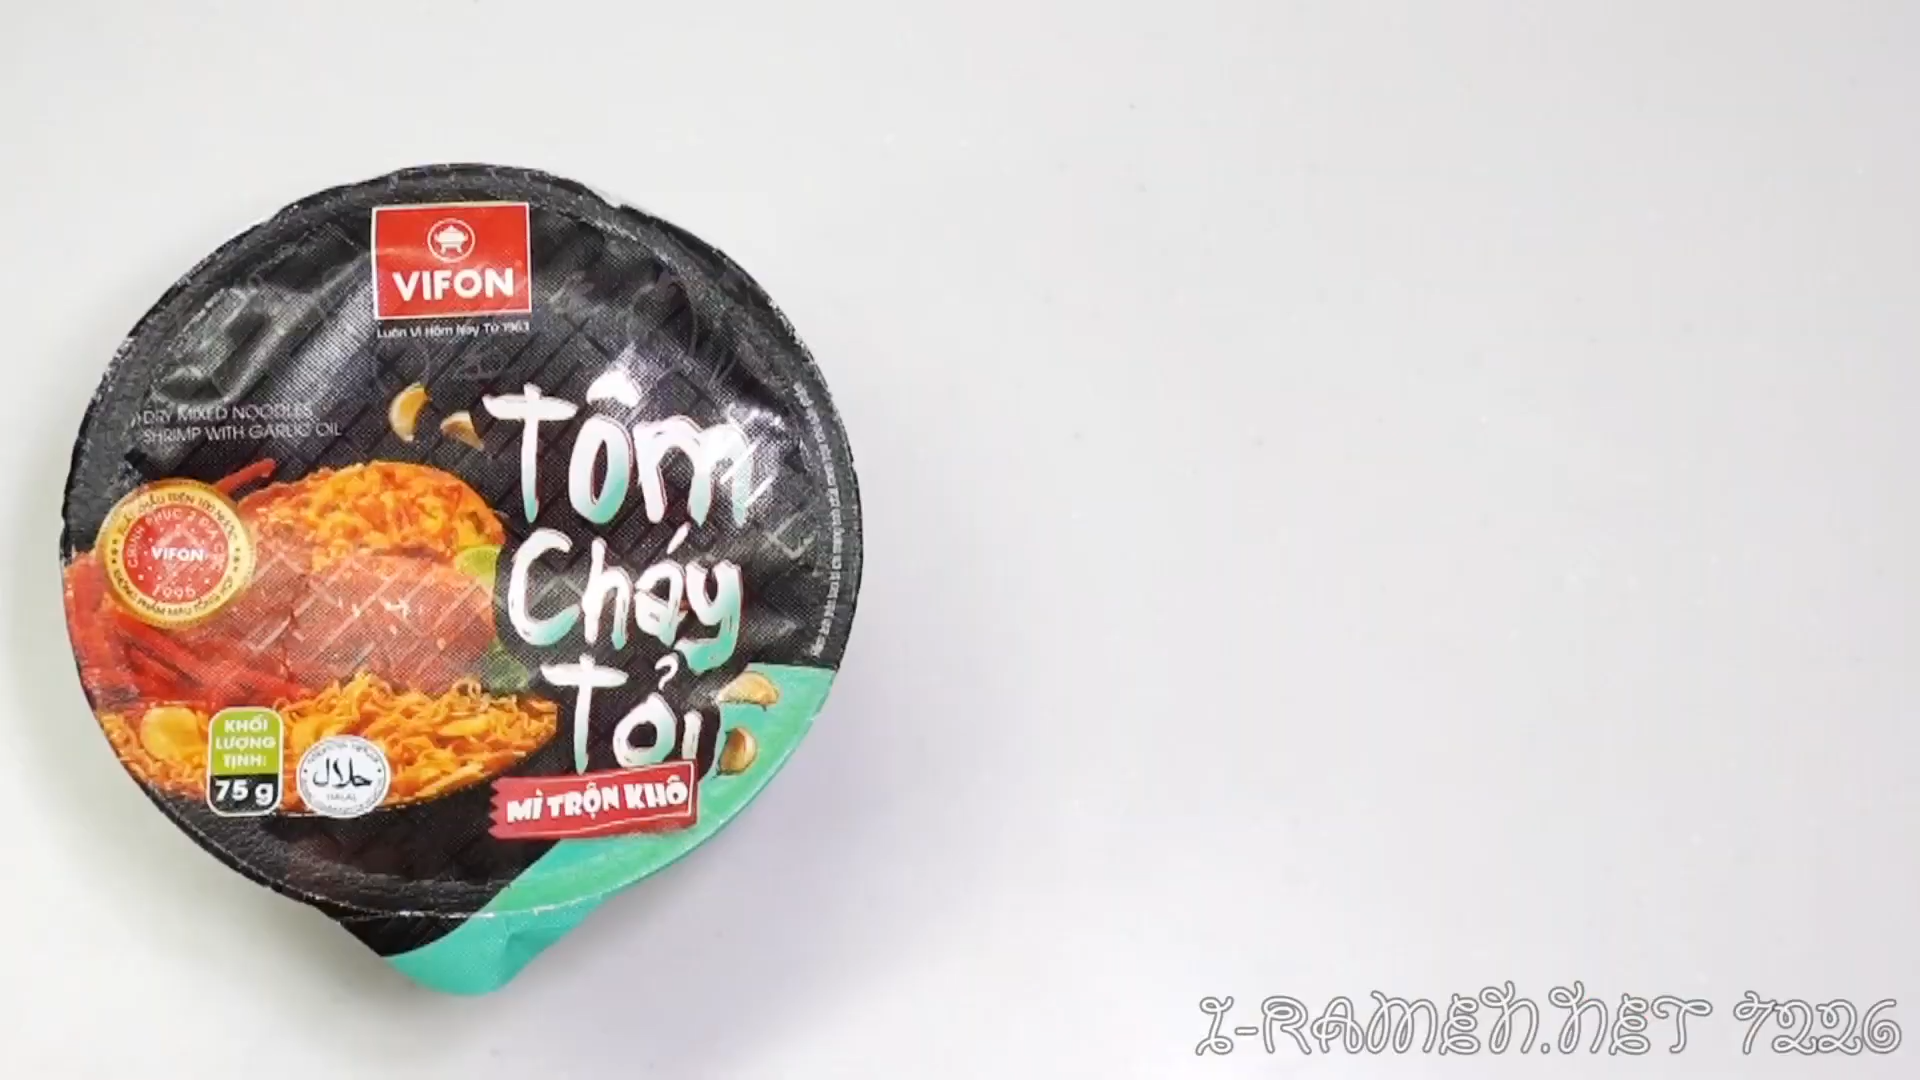 VIFON
Luôn Vì Hôm Nay Từ 1963
DRY MIXED NOODLES
SHRIMP WITH GARLIC OIL
Tôm
Cháy
Tỏi
VIFON
KHỐI
LƯỢNG
TỊNH:
75 g
حلال
HALAL
MÌ TRỘN KHÔ
I-RAMEN.NET 7226